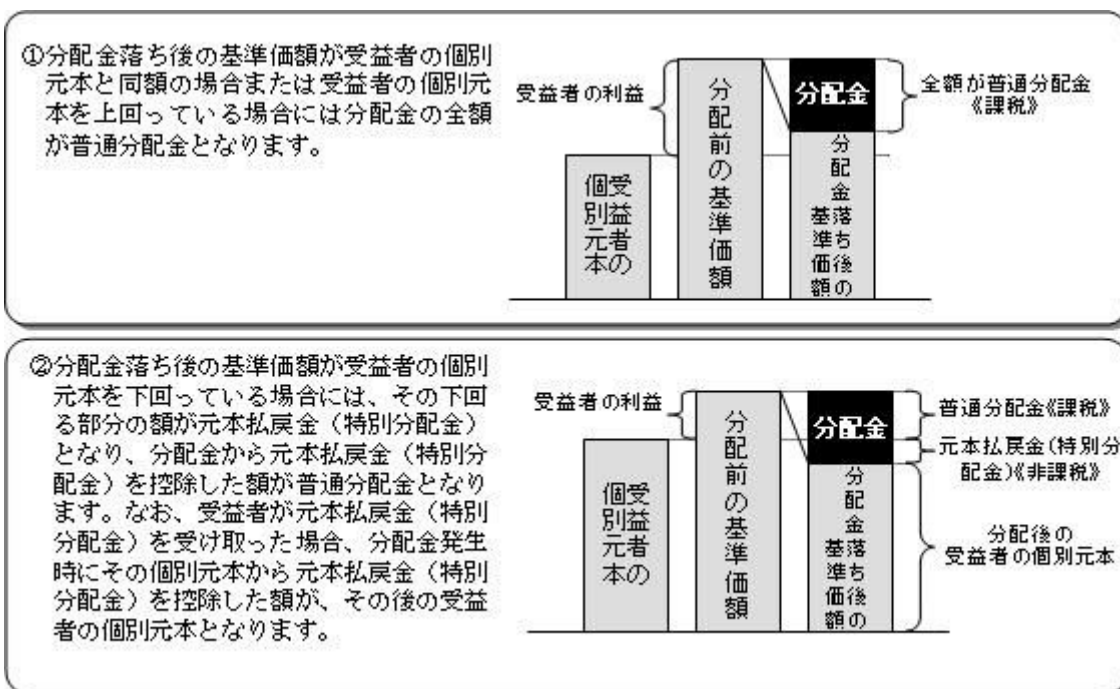 ①分配金落ち後の基準価額が受益者の個別
元本と同額の場合または受益者の個別元
本を上回っている場合には分配金の全額
が普通分配金となります。
受益者の利益
受益者の
個別元本
分配前の基準価額
分配金
分配金
落ち後の
基準価額
全額が普通分配金
《課税》
②分配金落ち後の基準価額が受益者の個別
元本を下回っている場合には、その下回
る部分の額が元本払戻金（特別分配金）
となり、分配金から元本払戻金（特別分
配金）を控除した額が普通分配金となり
ます。なお、受益者が元本払戻金（特別
分配金）を受け取った場合、分配金発生
時にその個別元本から元本払戻金（特別
分配金）を控除した額が、その後の受益
者の個別元本となります。
受益者の利益
受益者の
個別元本
分配前の基準価額
分配金
分配金
落ち後の
基準価額
普通分配金《課税》
元本払戻金(特別分
配金)《非課税》
分配後の
受益者の個別元本